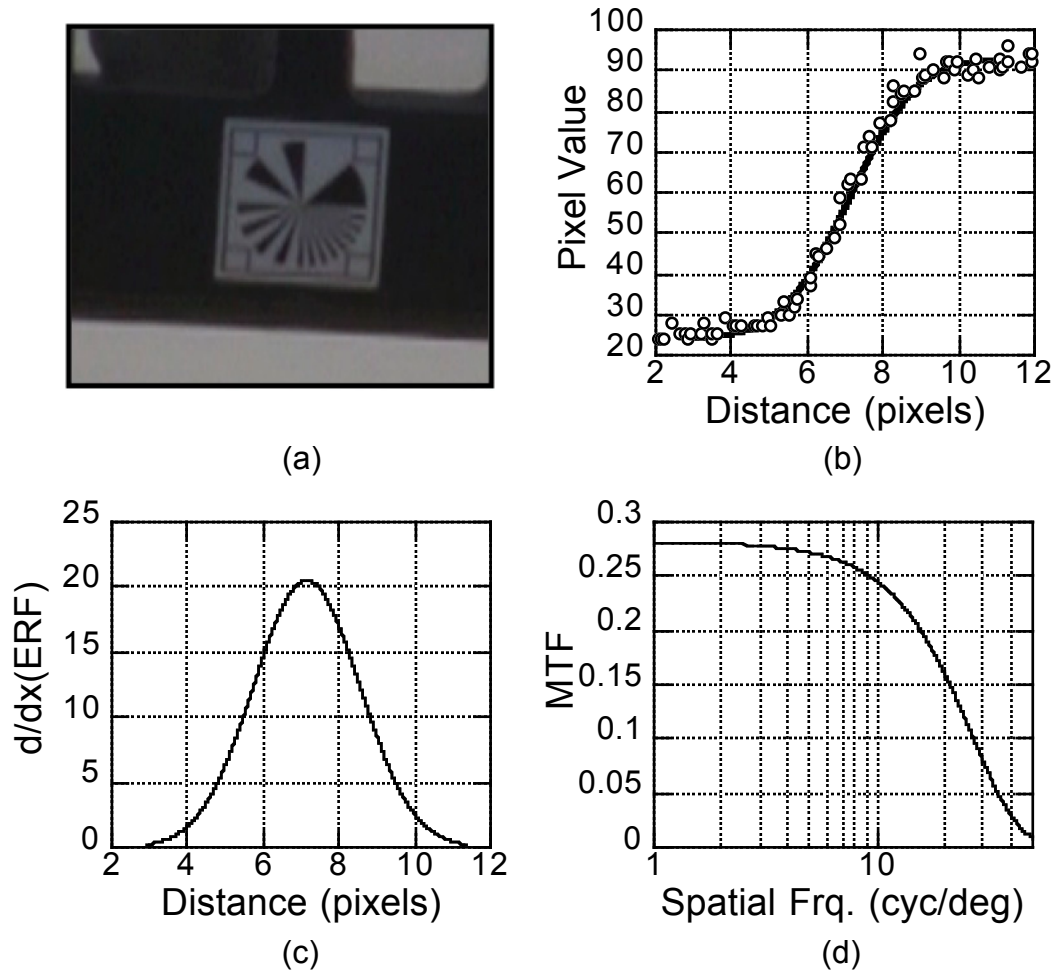 100
90
80
70
60
50
40
30
20
Pixel Value
2 4 6 8 10 12
Distance (pixels)
(a)
(b)
25
20
15
10
5
0
d/dx(ERF)
2 4 6 8 10 12
Distance (pixels)
(c)
0.3
0.25
0.2
0.15
0.1
0.05
0
MTF
1 10
Spatial Frq. (cyc/deg)
(d)